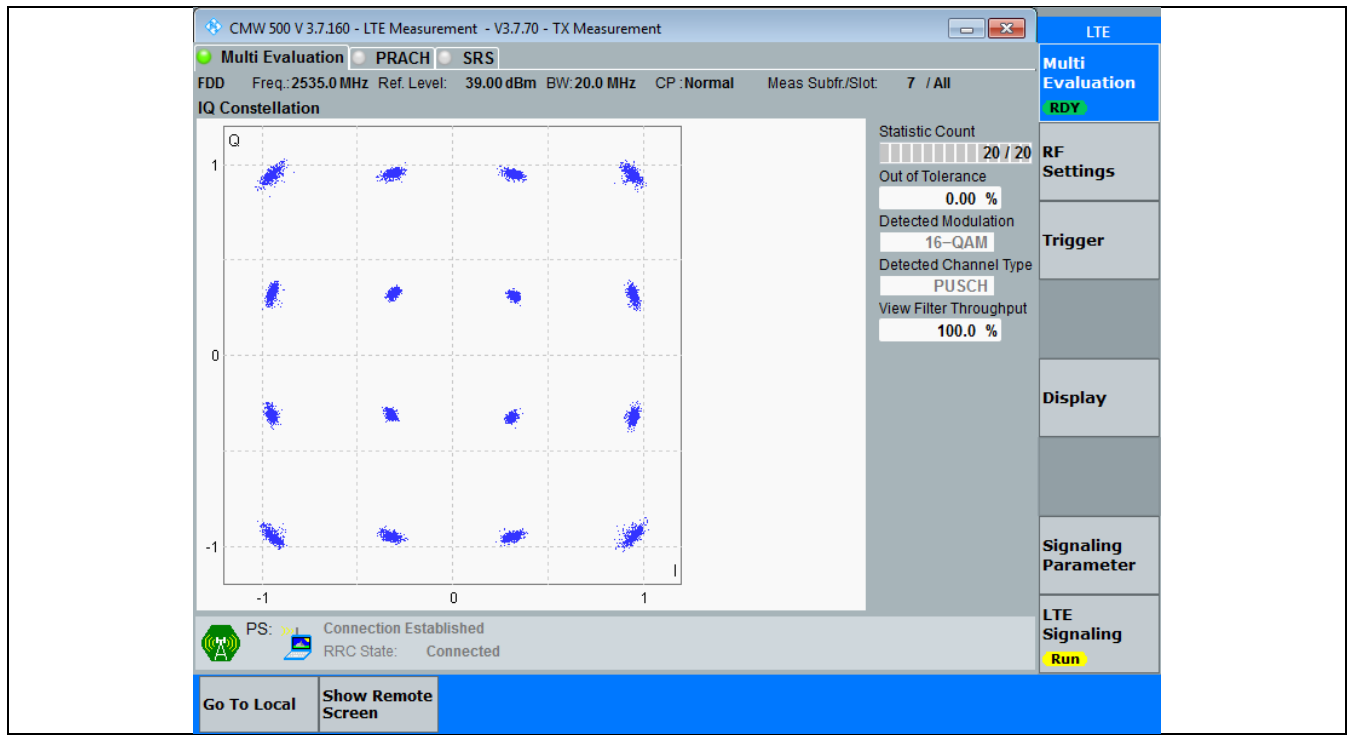 CMW 500 V 3.7.160 - LTE Measurement - V3.7.70 - TX Measurement
LTE
Multi Evaluation PRACH SRS
FDD Freq.: 2535.0 MHz Ref. Level: 39.00 dBm BW: 20.0 MHz CP : Normal Meas Subfr./Slot: 7 / All
IQ Constellation
Q
1
0
-1
I
-1 0 1
Statistic Count
20 / 20
Out of Tolerance
0.00 %
Detected Modulation
16-QAM
Detected Channel Type
PUSCH
View Filter Throughput
100.0 %
Multi
Evaluation
RDY
RF
Settings
Trigger
Display
Signaling
Parameter
LTE
Signaling
Run
PS: Connection Established
RRC State: Connected
Go To Local
Show Remote
Screen